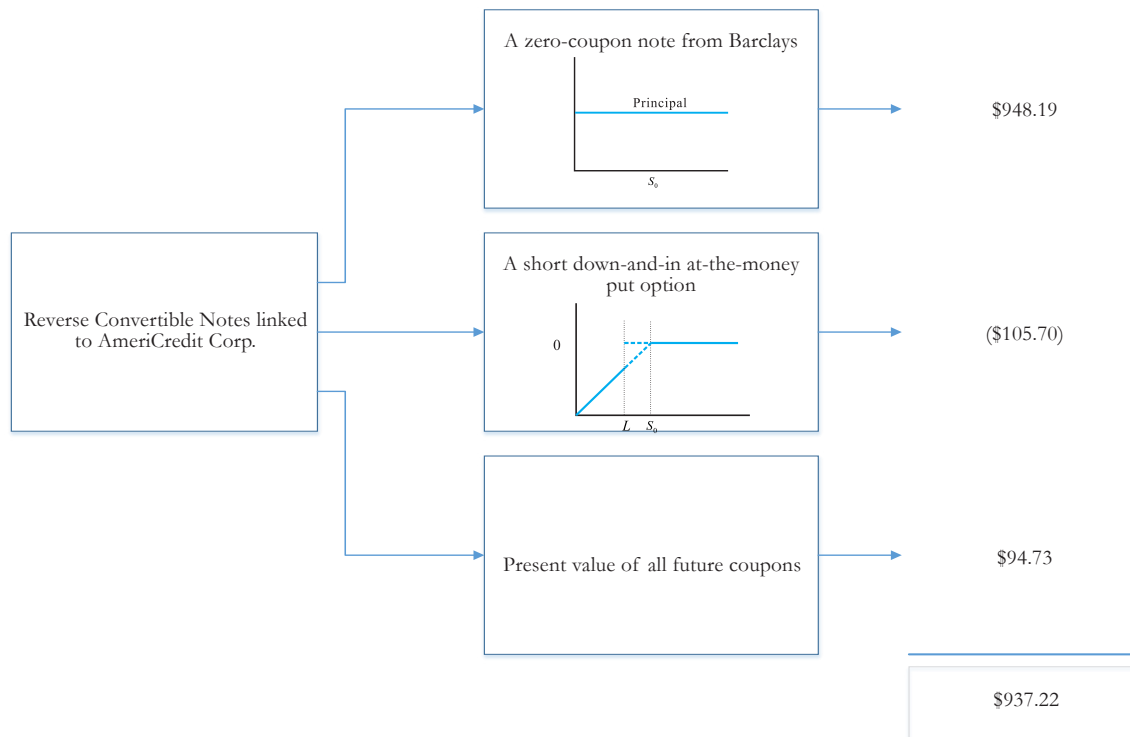 A zero-coupon note from Barclays
Principal
S₀
$948.19
Reverse Convertible Notes linked
to AmeriCredit Corp.
A short down-and-in at-the-money
put option
0
L S₀
($105.70)
Present value of all future coupons
$94.73
$937.22